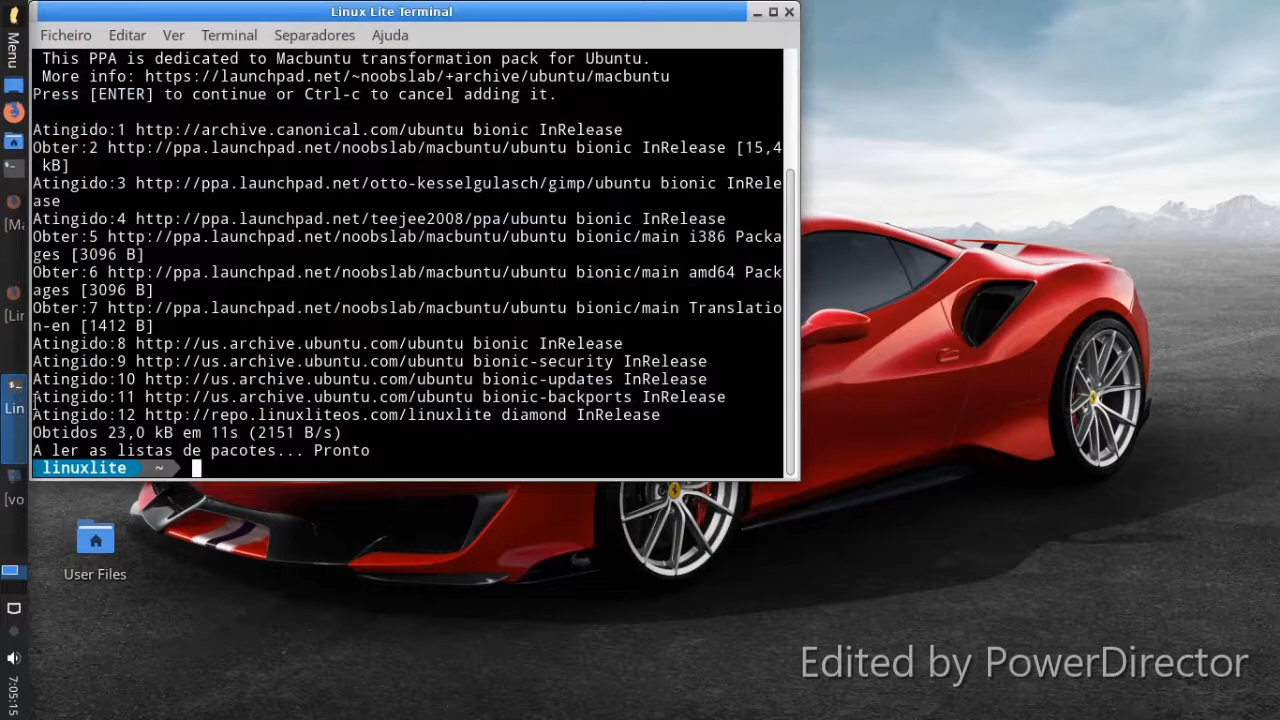 Linux Lite Terminal
Menu
Ficheiro Editar Ver Terminal Separadores Ajuda
This PPA is dedicated to Macbuntu transformation pack for Ubuntu.
More info: https://launchpad.net/~noobslab/+archive/ubuntu/macbuntu
Press [ENTER] to continue or Ctrl-c to cancel adding it.
Atingido:1 http://archive.canonical.com/ubuntu bionic InRelease
Obter:2 http://ppa.launchpad.net/noobslab/macbuntu/ubuntu bionic InRelease [15,4
kB]
Atingido:3 http://ppa.launchpad.net/otto-kesselgulasch/gimp/ubuntu bionic InRele
ase
Atingido:4 http://ppa.launchpad.net/teejee2008/ppa/ubuntu bionic InRelease
Obter:5 http://ppa.launchpad.net/noobslab/macbuntu/ubuntu bionic/main i386 Packa
ges [3096 B]
Obter:6 http://ppa.launchpad.net/noobslab/macbuntu/ubuntu bionic/main amd64 Pack
ages [3096 B]
Obter:7 http://ppa.launchpad.net/noobslab/macbuntu/ubuntu bionic/main Translatio
n-en [1412 B]
Atingido:8 http://us.archive.ubuntu.com/ubuntu bionic InRelease
Atingido:9 http://us.archive.ubuntu.com/ubuntu bionic-security InRelease
Atingido:10 http://us.archive.ubuntu.com/ubuntu bionic-updates InRelease
Atingido:11 http://us.archive.ubuntu.com/ubuntu bionic-backports InRelease
Atingido:12 http://repo.linuxliteos.com/linuxlite diamond InRelease
Obtidos 23,0 kB em 11s (2151 B/s)
A ler as listas de pacotes... Pronto
linuxlite ~
[Ma
[Lir
Lin
[vo
User Files
7:05:15
Edited by PowerDirector